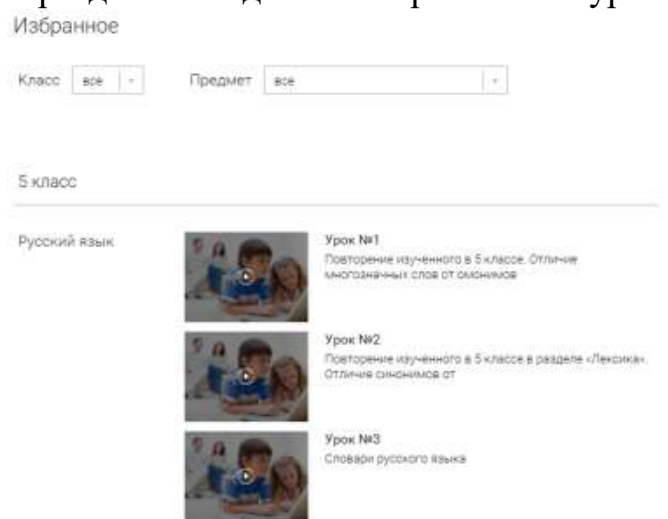 Избранное
Класс все Предмет все
5 класс
Русский язык
Урок №1
Повторение изученного в 5 классе. Отличие
многозначных слов от омонимов
Урок №2
Повторение изученного в 5 классе в разделе «Лексика».
Отличие синонимов от
Урок №3
Словари русского языка